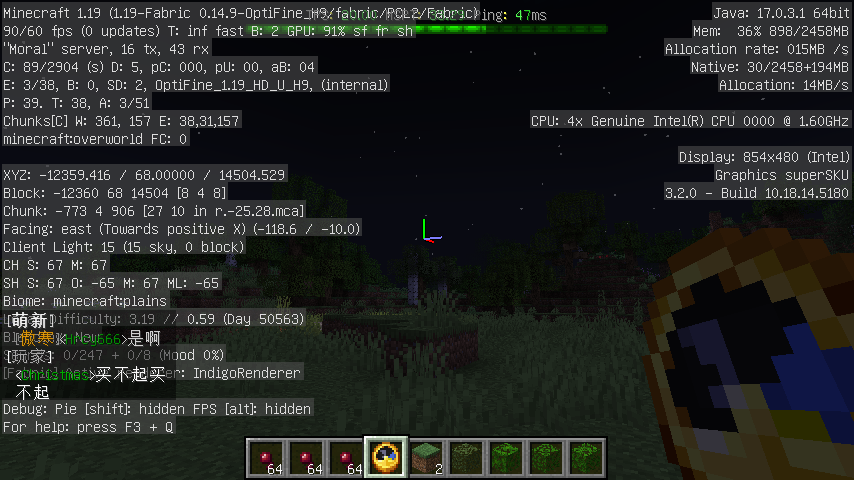 Minecraft 1.19 (1.19-Fabric 0.14.9-OptiFine_H9/fabric/PCL2/Fabric)
Ping: 47ms
90/60 fps (0 updates) T: inf fast B: 2 GPU: 91% sf fr sh
"Moral" server, 16 tx, 43 rx
C: 89/2904 (s) D: 5, pC: 000, pU: 00, aB: 04
E: 3/38, B: 0, SD: 2, OptiFine_1.19_HD_U_H9, (internal)
P: 39. T: 38, A: 3/51
Chunks[C] W: 361, 157 E: 38,31,157
minecraft:overworld FC: 0
XYZ: -12359.416 / 68.00000 / 14504.529
Block: -12360 68 14504 [8 4 8]
Chunk: -773 4 906 [27 10 in r.-25.28.mca]
Facing: east (Towards positive X) (-118.6 / -10.0)
Client Light: 15 (15 sky, 0 block)
CH S: 67 M: 67
SH S: 67 O: -65 M: 67 ML: -65
Biome: minecraft:plains
Difficulty: 3.19 // 0.59 (Day 50563)
[萌新]
是啊
0/247 + 0/8 (Mood 0%)
[玩家]
IndigoRenderer
<Christmas>买不起买
不起
Debug: Pie [shift]: hidden FPS [alt]: hidden
For help: press F3 + Q
Java: 17.0.3.1 64bit
Mem: 36% 898/2458MB
Allocation rate: 015MB /s
Native: 30/2458+194MB
Allocation: 14MB/s
CPU: 4x Genuine Intel(R) CPU 0000 @ 1.60GHz
Display: 854x480 (Intel)
Graphics superSKU
3.2.0 - Build 10.18.14.5180
64
64
64
2